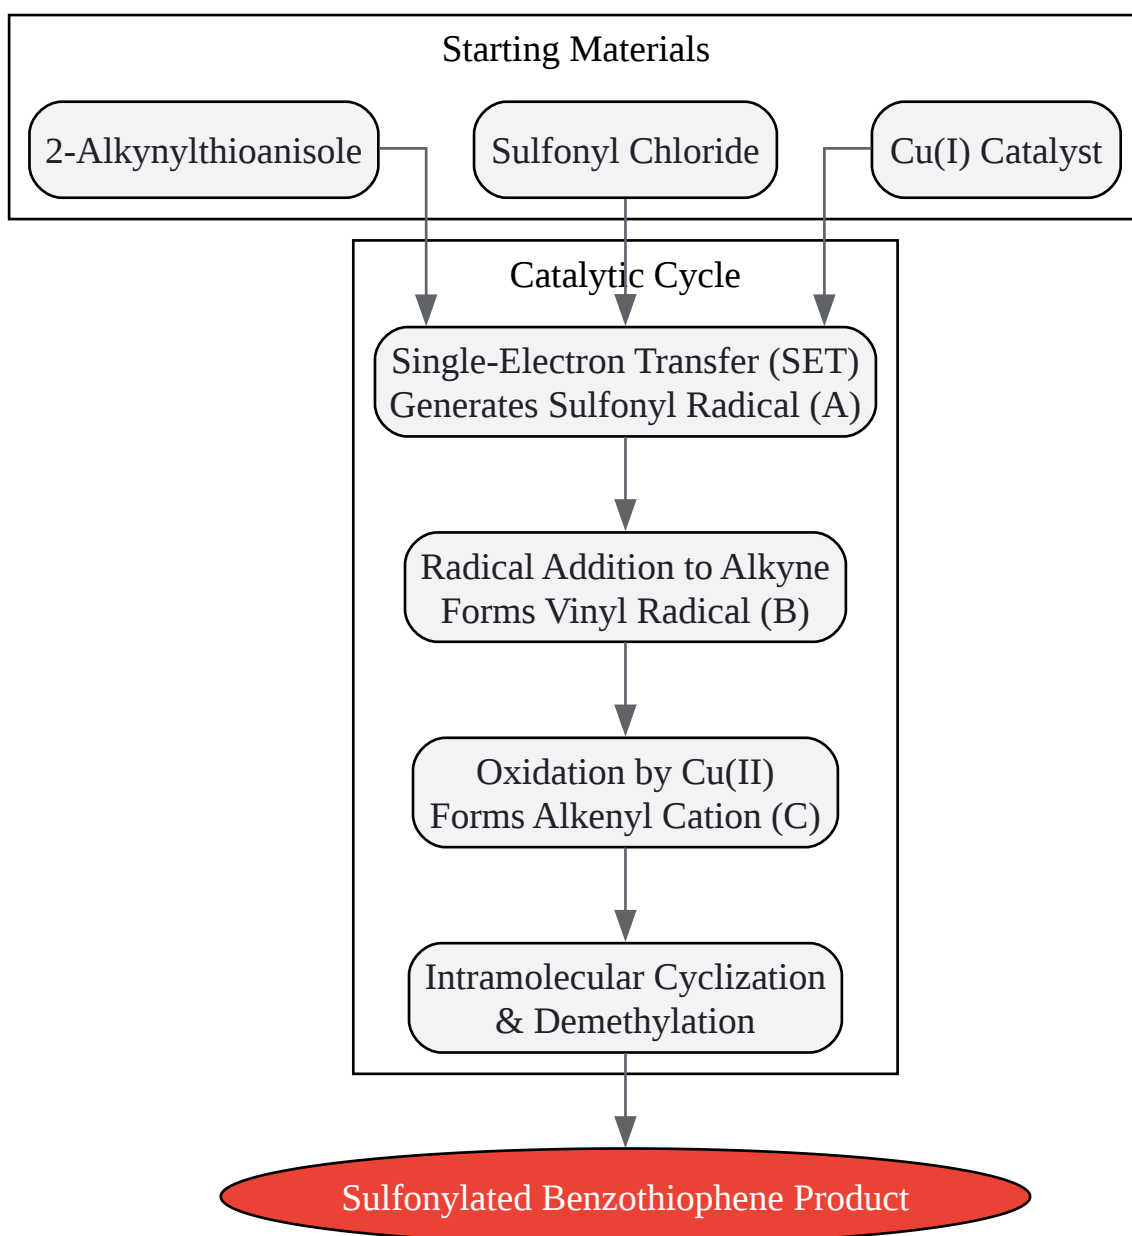 Starting Materials
2-Alkynylthioanisole
Sulfonyl Chloride
Cu(I) Catalyst
Catalytic Cycle
Single-Electron Transfer (SET)
Generates Sulfonyl Radical (A)
Radical Addition to Alkyne
Forms Vinyl Radical (B)
Oxidation by Cu(II)
Forms Alkenyl Cation (C)
Intramolecular Cyclization
& Demethylation
Sulfonylated Benzothiophene Product